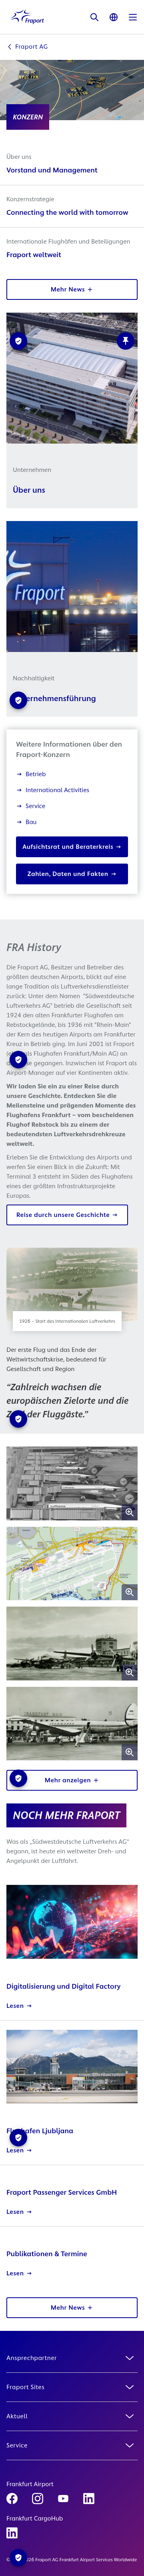 Fraport
Fraport AG
KONZERN
Über uns
Vorstand und Management
Konzernstrategie
Connecting the world with tomorrow
Internationale Flughäfen und Beteiligungen
Fraport weltweit
Mehr News +
Unternehmen
Über uns
Fraport
Nachhaltigkeit
ernehmensführung
Weitere Informationen über den
Fraport-Konzern
→ Betrieb
→ International Activities
→ Service
→ Bau
Aufsichtsrat und Beraterkreis →
Zahlen, Daten und Fakten →
FRA History
Die Fraport AG, Besitzer und Betreiber des
größten deutschen Airports, blickt auf eine
lange Tradition als Luftverkehrsdienstleister
zurück: Unter dem Namen "Südwestdeutsche
Luftverkehrs AG" betrieb die Gesellschaft seit
1924 den alten Frankfurter Flughafen am
Rebstockgelände, bis 1936 mit "Rhein-Main"
der Kern des heutigen Airports an Frankfurter
Kreuz in Betrieb ging. Im Juni 2001 ist Fraport
als Flughafen Frankfurt/Main AG) an
gegangen. Inzwischen ist Fraport als
Airport Manager auf vier Kontinenten aktiv.
Wir laden Sie ein zu einer Reise durch
unsere Geschichte. Entdecken Sie die
Meilensteine und prägenden Momente des
Flughafens Frankfurt – vom bescheidenen
Flughof Rebstock bis zu einem der
bedeutendsten Luftverkehrsdrehkreuze
weltweit.
Erleben Sie die Entwicklung des Airports und
werfen Sie einen Blick in die Zukunft: Mit
Terminal 3 entsteht im Süden des Flughafens
eines der größten Infrastrukturprojekte
Europas.
Reise durch unsere Geschichte →
1926 - Start des internationalen Luftverkehrs
Der erste Flug und das Ende der
Weltwirtschaftskrise, bedeutend für
Gesellschaft und Region
“Zahlreich wachsen die
europäischen Zielorte und die
der Fluggäste.”
Mehr anzeigen +
NOCH MEHR FRAPORT
Was als „Südwestdeutsche Luftverkehrs AG“
begann, ist heute ein weltweiter Dreh- und
Angelpunkt der Luftfahrt.
Digitalisierung und Digital Factory
Lesen →
Flughafen Ljubljana
Lesen →
Fraport Passenger Services GmbH
Lesen →
Publikationen & Termine
Lesen →
Mehr News +
Ansprechpartner
Fraport Sites
Aktuell
Service
Frankfurt Airport
Frankfurt CargoHub
Fraport AG Frankfurt Airport Services Worldwide